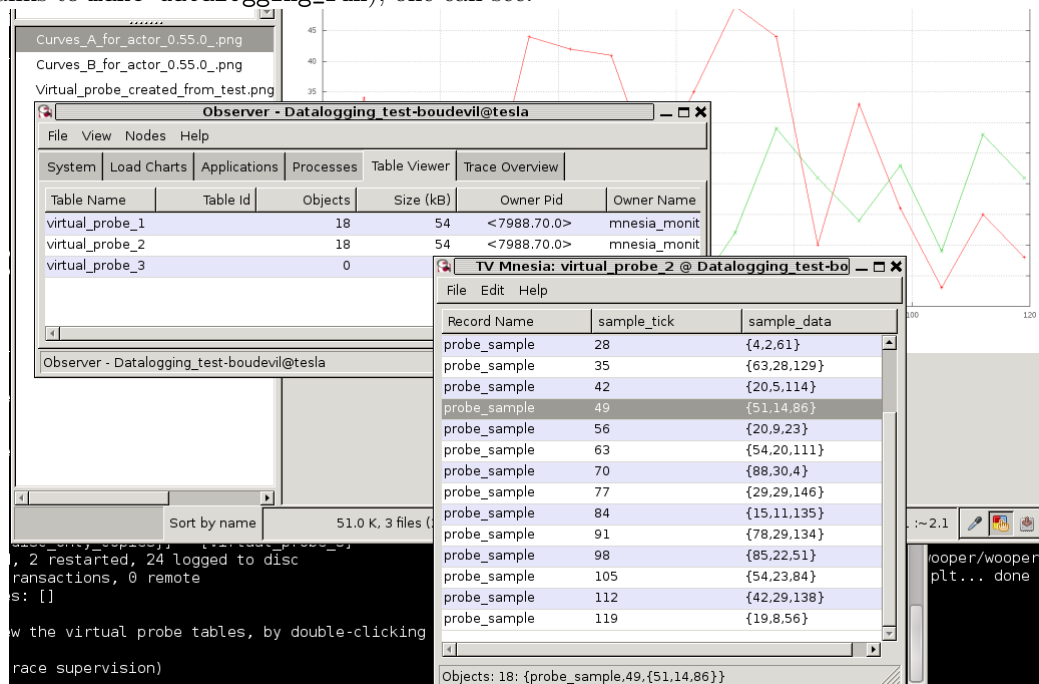 45
Curves_A_for_actor_0.55.0_.png
40
Curves_B_for_actor_0.55.0_.png
Virtual_probe_created_from_test.png
35
Observer - Datalogging_test-boudevil@tesla
File View Nodes Help
System Load Charts Applications Processes Table Viewer Trace Overview
Table Name Table Id Objects Size (kB) Owner Pid Owner Name
virtual_probe_1 18 54 <7988.70.0> mnesia_monit
virtual_probe_2 18 54 <7988.70.0> mnesia_monit
virtual_probe_3 0
Observer - Datalogging_test-boudevil@tesla
TV Mnesia: virtual_probe_2 @ Datalogging_test-bo
File Edit Help
100 120
Record Name sample_tick sample_data
probe_sample 28 {4,2,61}
probe_sample 35 {63,28,129}
probe_sample 42 {20,5,114}
probe_sample 49 {51,14,86}
probe_sample 56 {20,9,23}
probe_sample 63 {54,20,111}
probe_sample 70 {88,30,4}
probe_sample 77 {29,29,146}
probe_sample 84 {15,11,135}
probe_sample 91 {78,29,134}
probe_sample 98 {85,22,51}
probe_sample 105 {54,23,84}
probe_sample 112 {42,29,138}
probe_sample 119 {19,8,56}
Objects: 18: {probe_sample,49,{51,14,86}}
Sort by name 51.0 K, 3 files (
:~2.1
, 2 restarted, 24 logged to disc
ransactions, 0 remote
s: []
w the virtual probe tables, by double-clicking
race supervision)
ooper/wooper
plt... done